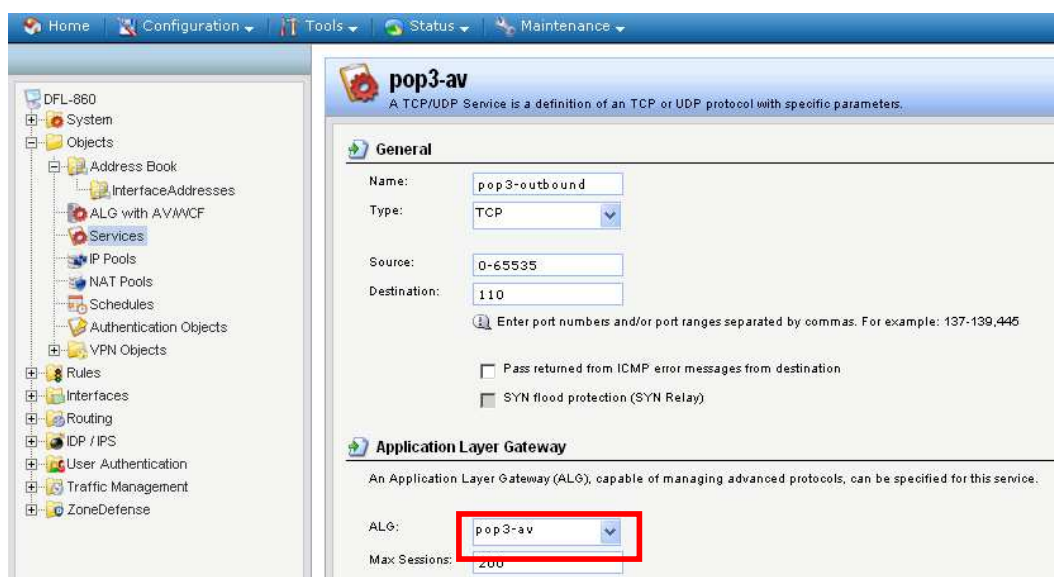 Home Configuration Tools Status Maintenance
DFL-860
System
Objects
Address Book
InterfaceAddresses
ALG with AV/WCF
Services
IP Pools
NAT Pools
Schedules
Authentication Objects
VPN Objects
Rules
Interfaces
Routing
IDP / IPS
User Authentication
Traffic Management
ZoneDefense
pop3-av
A TCP/UDP Service is a definition of an TCP or UDP protocol with specific parameters.
General
Name: pop3-outbound
Type: TCP
Source: 0-65535
Destination: 110
Enter port numbers and/or port ranges separated by commas. For example: 137-139,445
Pass returned from ICMP error messages from destination
SYN flood protection (SYN Relay)
Application Layer Gateway
An Application Layer Gateway (ALG), capable of managing advanced protocols, can be specified for this service.
ALG: pop3-av
Max Sessions: 200